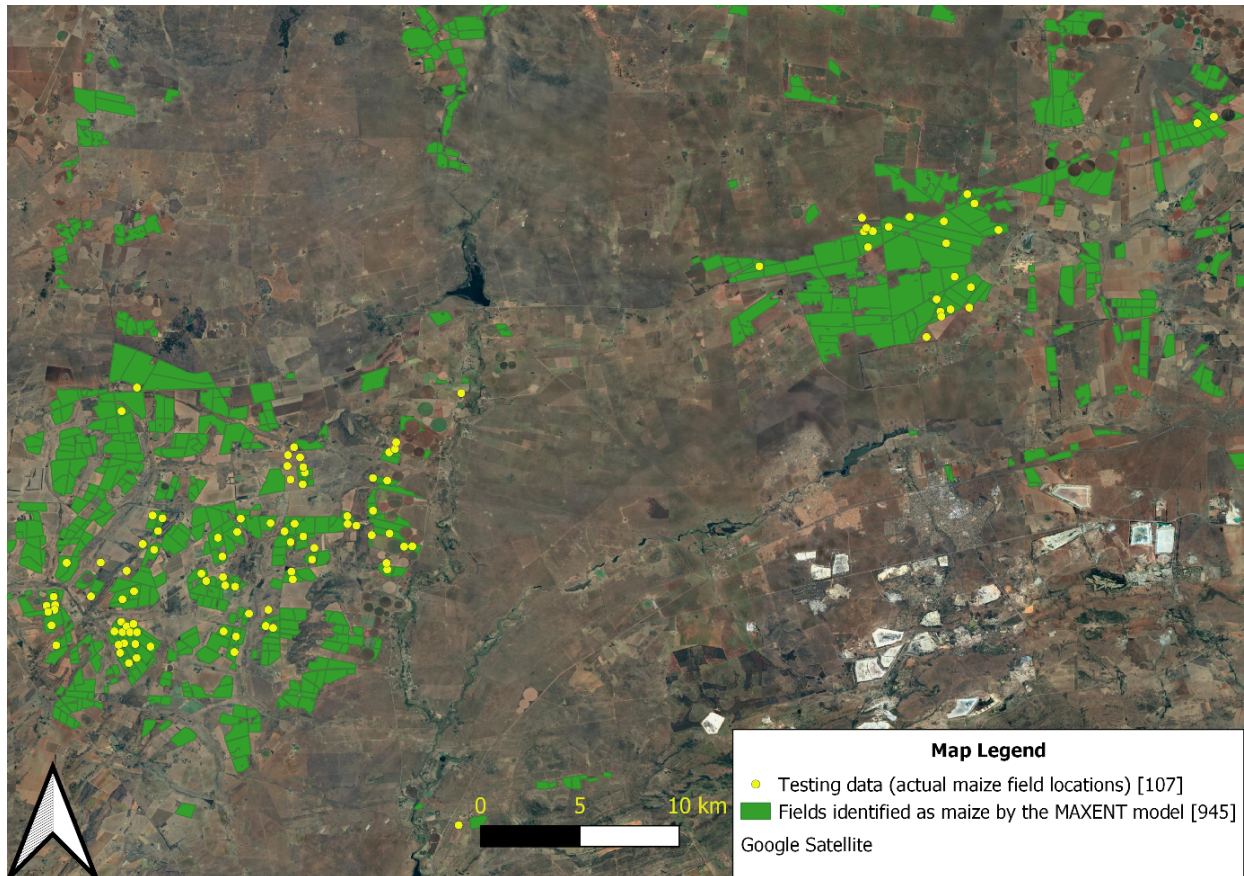 0 5 10 km
Map Legend
Testing data (actual maize field locations) [107]
Fields identified as maize by the MAXENT model [945]
Google Satellite